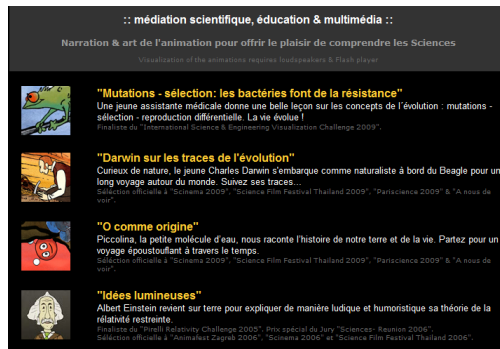 :: médiation scientifique, éducation & multimédia ::
Narration & art de l'animation pour offrir le plaisir de comprendre les Sciences
Visualization of the animations requires loudspeakers & Flash player
"Mutations - sélection: les bactéries font de la résistance"
Une jeune assistante médicale donne une belle leçon sur les concepts de l´évolution : mutations -
sélection - reproduction différentielle. La vie évolue !
Finaliste du "International Science & Engineering Visualization Challenge 2009".
"Darwin sur les traces de l'évolution"
Curieux de nature, le jeune Charles Darwin s'embarque comme naturaliste à bord du Beagle pour un
long voyage autour du monde. Suivez ses traces...
Séléction officielle à "Scinema 2009", "Science Film Festival Thailand 2009", "Pariscience 2009" & "A nous de
voir".
"O comme origine"
Piccolina, la petite molécule d'eau, nous raconte l'histoire de notre terre et de la vie. Partez pour un
voyage époustouflant à travers le temps.
Séléction officielle à "Scinema 2009", "Science Film Festival Thailand 2009", "Pariscience 2009" & "A nous de
voir".
"Idées lumineuses"
Albert Einstein revient sur terre pour expliquer de manière ludique et humoristique sa théorie de la
rélativité restreinte.
Finaliste du "Pirelli Relativity Challenge 2005". Prix spécial du Jury "Sciences- Reunion 2006".
Séléction officielle à "Animafest Zagreb 2006", "Scinema 2006" et "Science Film Festival Thailand 2006".